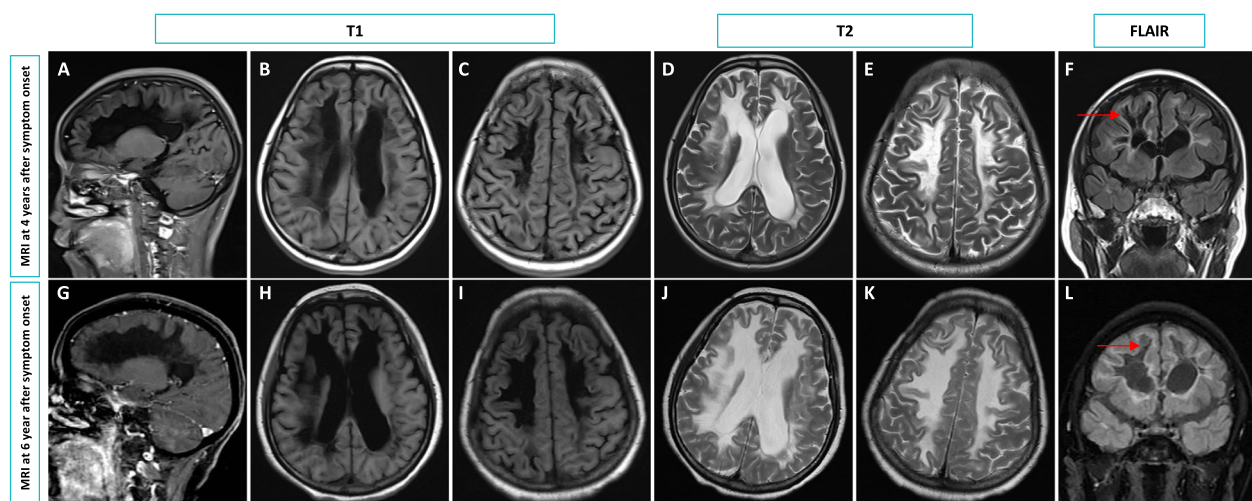 T1
T2
FLAIR
MRI at 4 years after symptom onset
A
B
C
D
E
F
MRI at 6 year after symptom onset
G
H
I
J
K
L